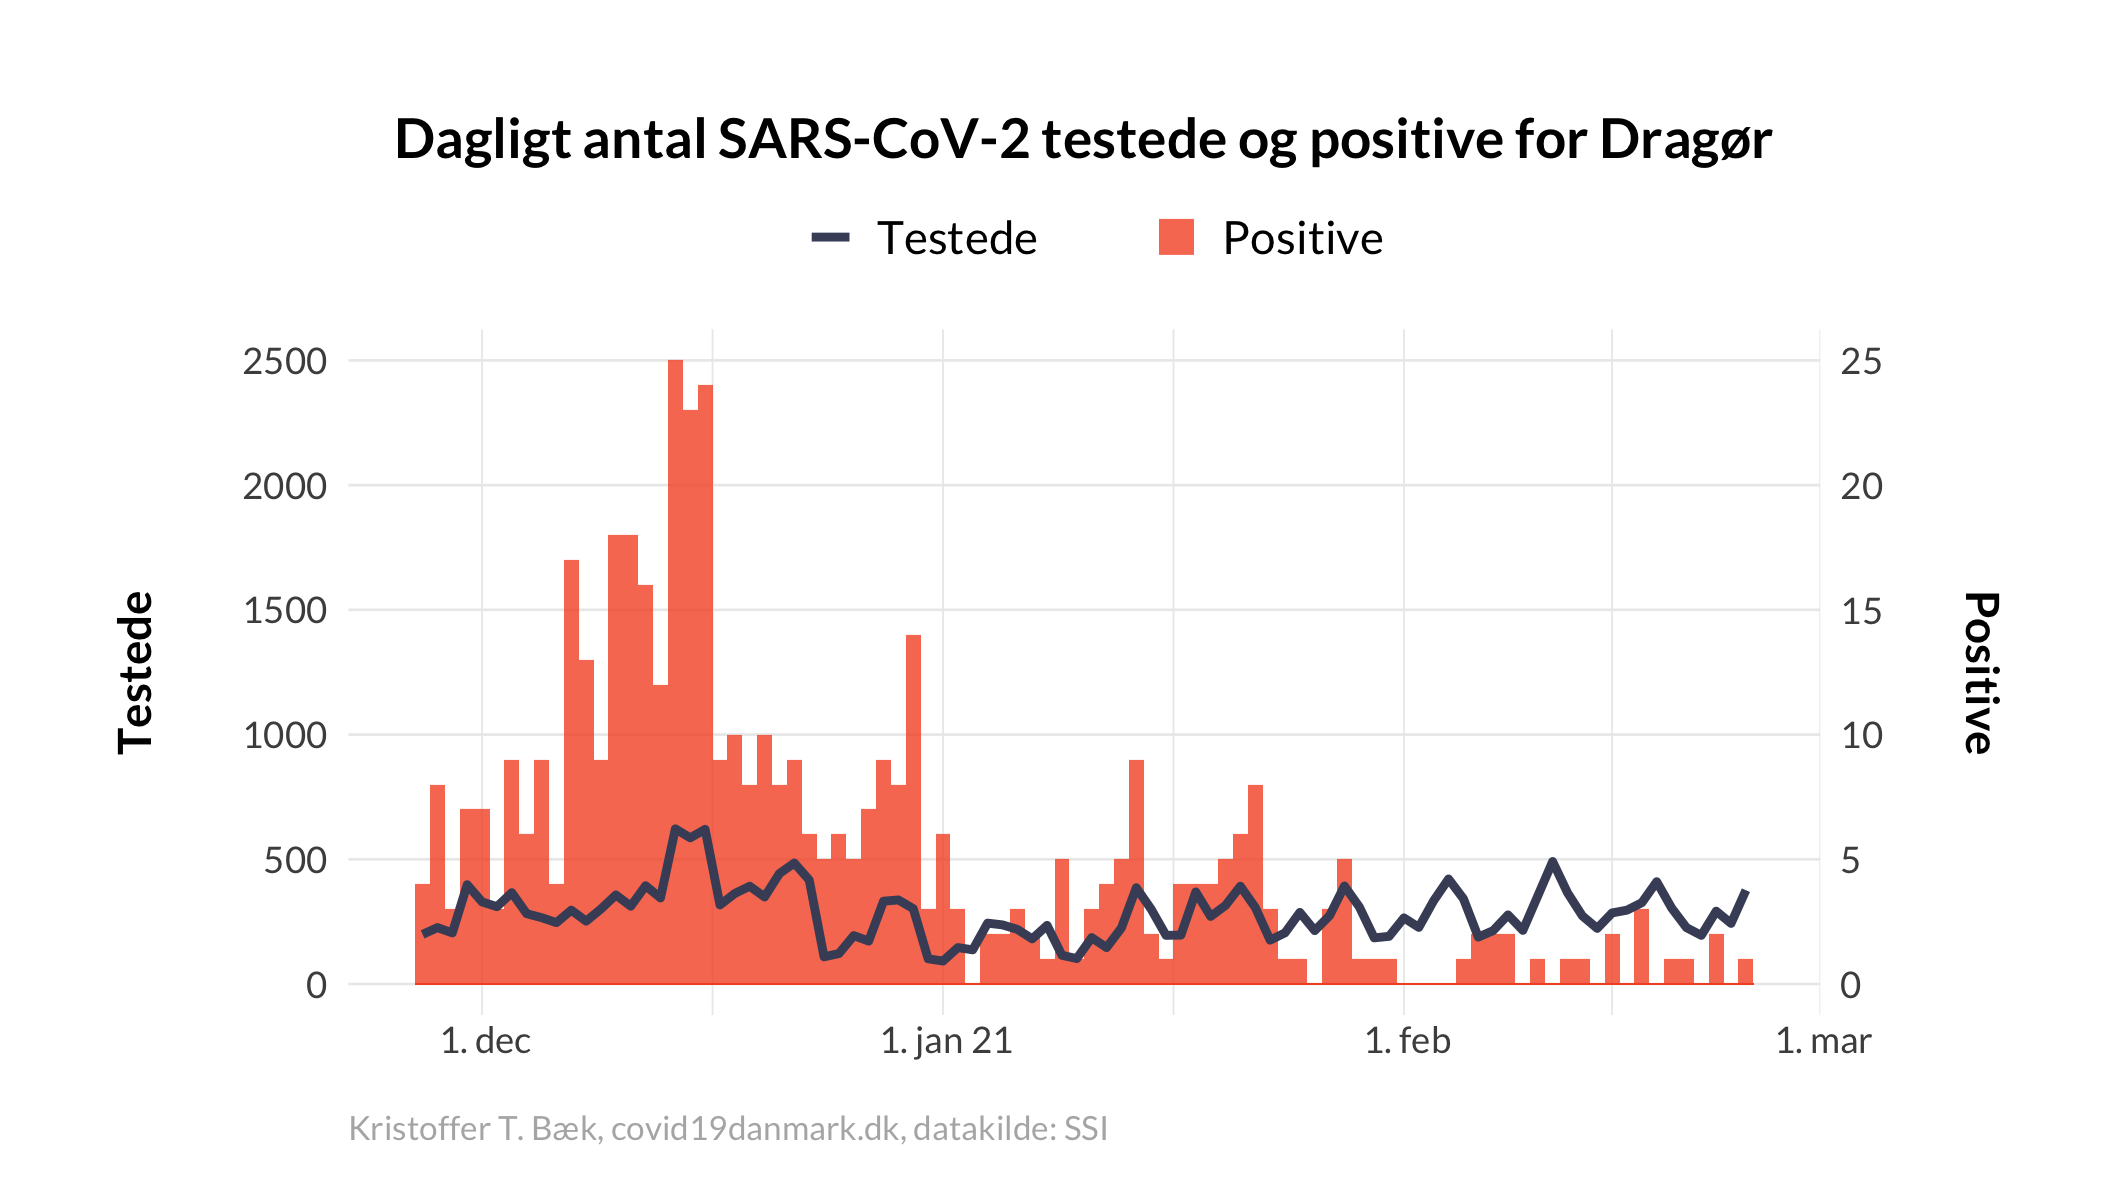 Dagligt antal SARS-CoV-2 testede og positive for Dragør
Testede Positive
2500 25
2000 20
1500 15
1000 10
500 5
0 0
Testede
Positive
1. dec 1. jan 21 1. feb 1. mar
Kristoffer T. Bæk, covid19danmark.dk, datakilde: SSI